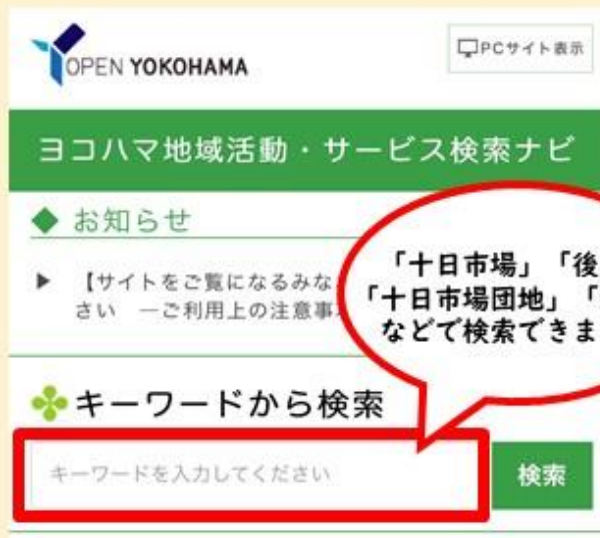 OPEN YOKOHAMA
PCサイト表示
ヨコハマ地域活動・サービス検索ナビ
お知らせ
【サイトをご覧になるみな
さい ―ご利用上の注意事
「十日市場」「後
「十日市場団地」「
などで検索できま
キーワードから検索
キーワードを入力してください
検索